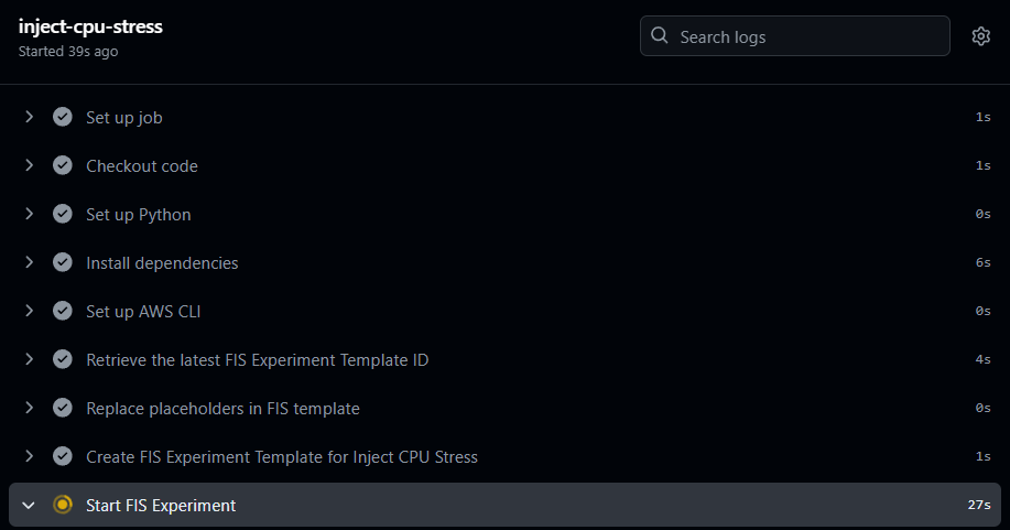 inject-cpu-stress
Started 39s ago
Search logs
Set up job 1s
Checkout code 1s
Set up Python 0s
Install dependencies 6s
Set up AWS CLI 0s
Retrieve the latest FIS Experiment Template ID 4s
Replace placeholders in FIS template 0s
Create FIS Experiment Template for Inject CPU Stress 1s
Start FIS Experiment 27s